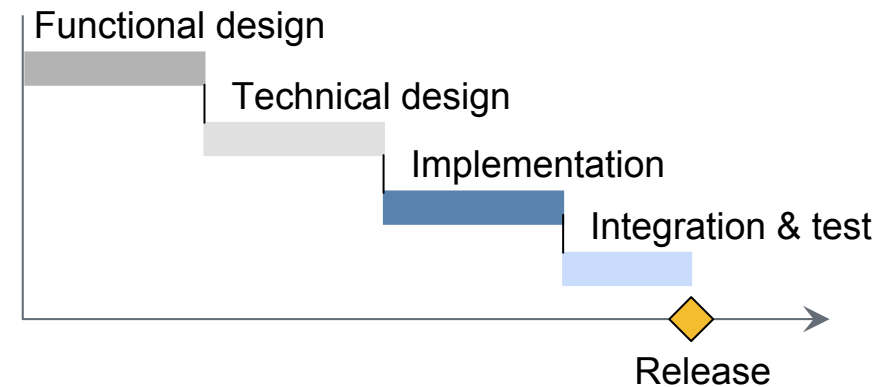 Functional design
Technical design
Implementation
Integration & test
Release